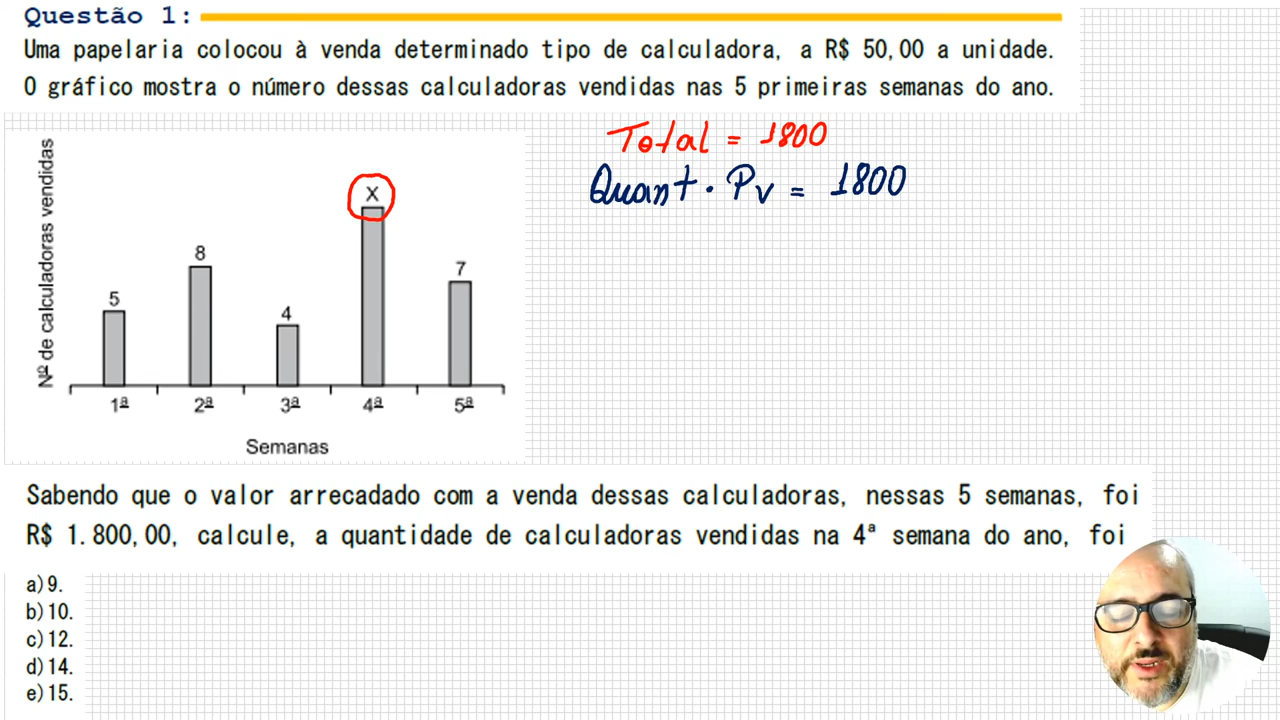 Questão 1:
Uma papelaria colocou à venda determinado tipo de calculadora, a R$ 50,00 a unidade.
O gráfico mostra o número dessas calculadoras vendidas nas 5 primeiras semanas do ano.
Total = 1800
Quant . Pv = 1800
Nº de calculadoras vendidas
5
8
4
X
7
1ª 2ª 3ª 4ª 5ª
Semanas
Sabendo que o valor arrecadado com a venda dessas calculadoras, nessas 5 semanas, foi
R$ 1.800,00, calcule, a quantidade de calculadoras vendidas na 4ª semana do ano, foi
a)9.
b)10.
c)12.
d)14.
e)15.